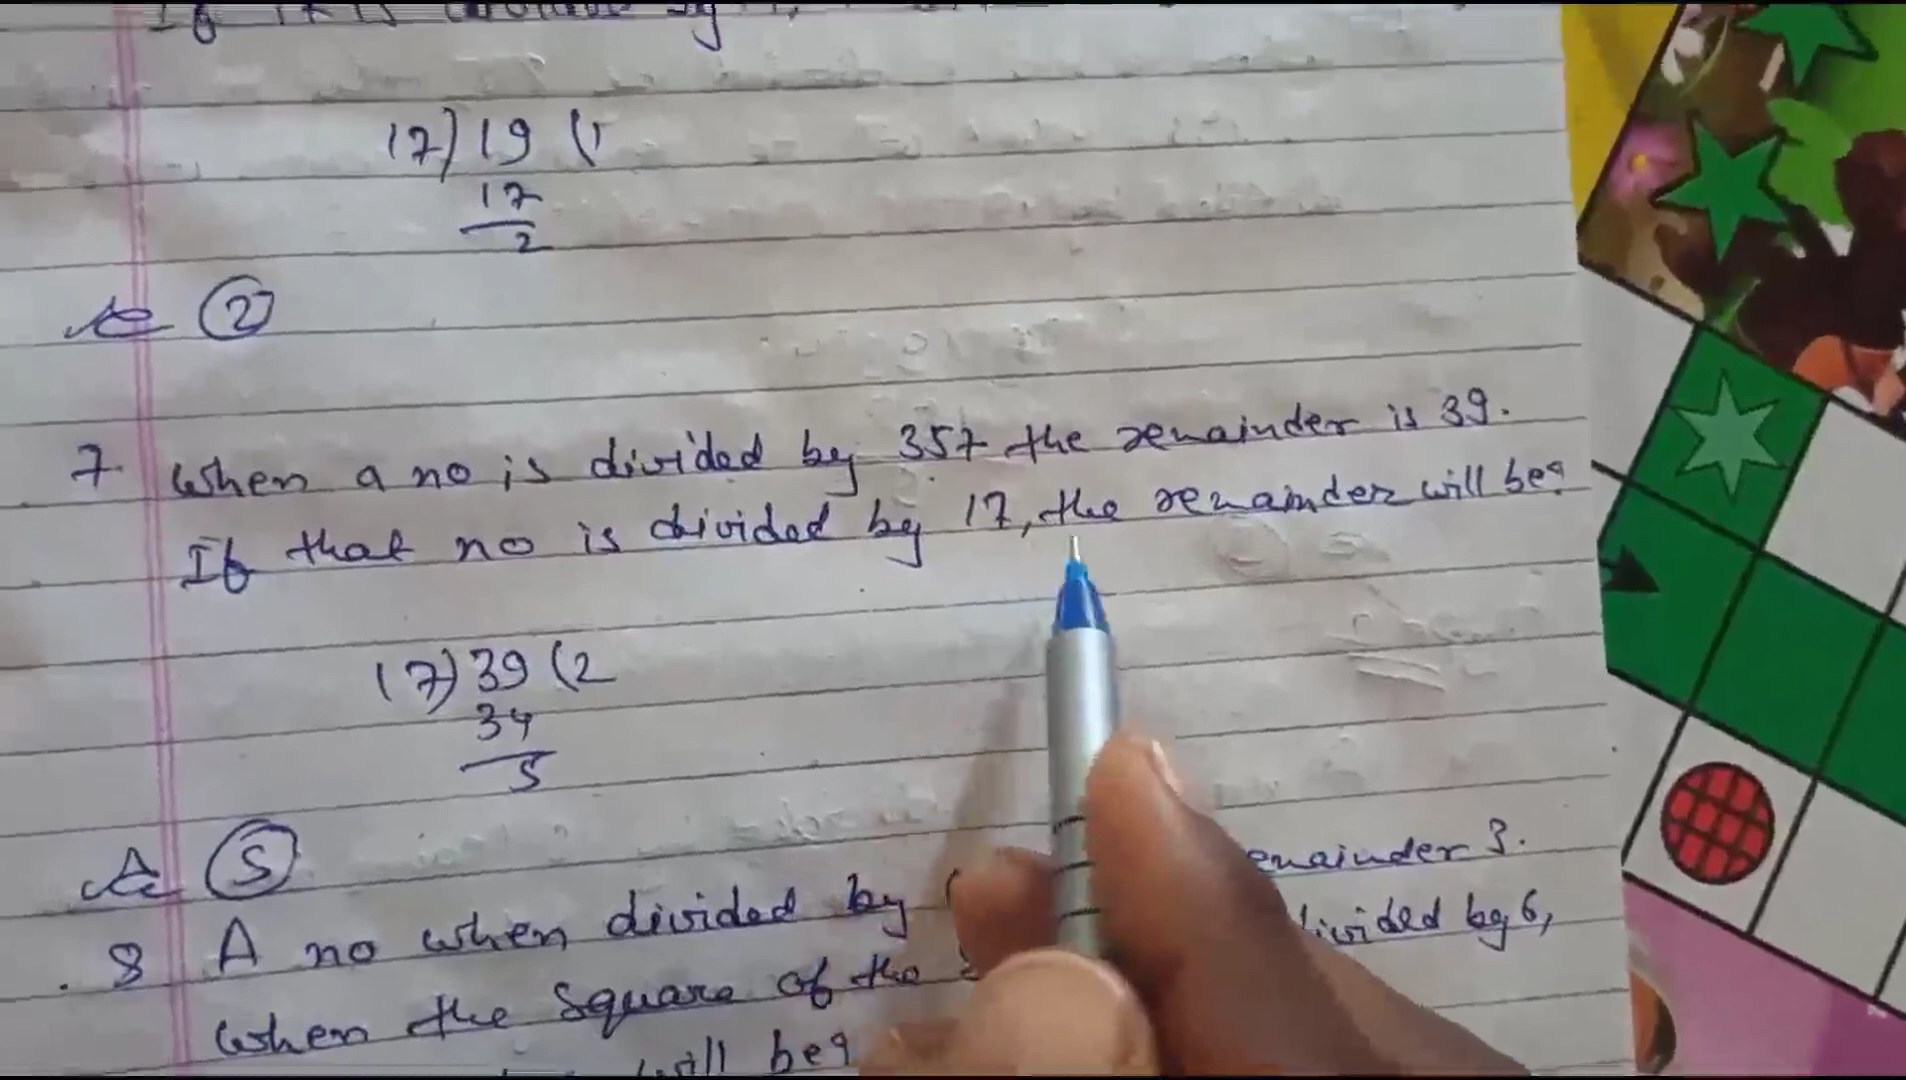 17) 19 (1
17
2
2
7. When a no is divided by 357 the remainder is 39.
If that no is divided by 17, the remainder will be?
17) 39 (2
34
5
A 5
8 A no when divided by remainder 3.
when the square of the divided by 6,
will be?